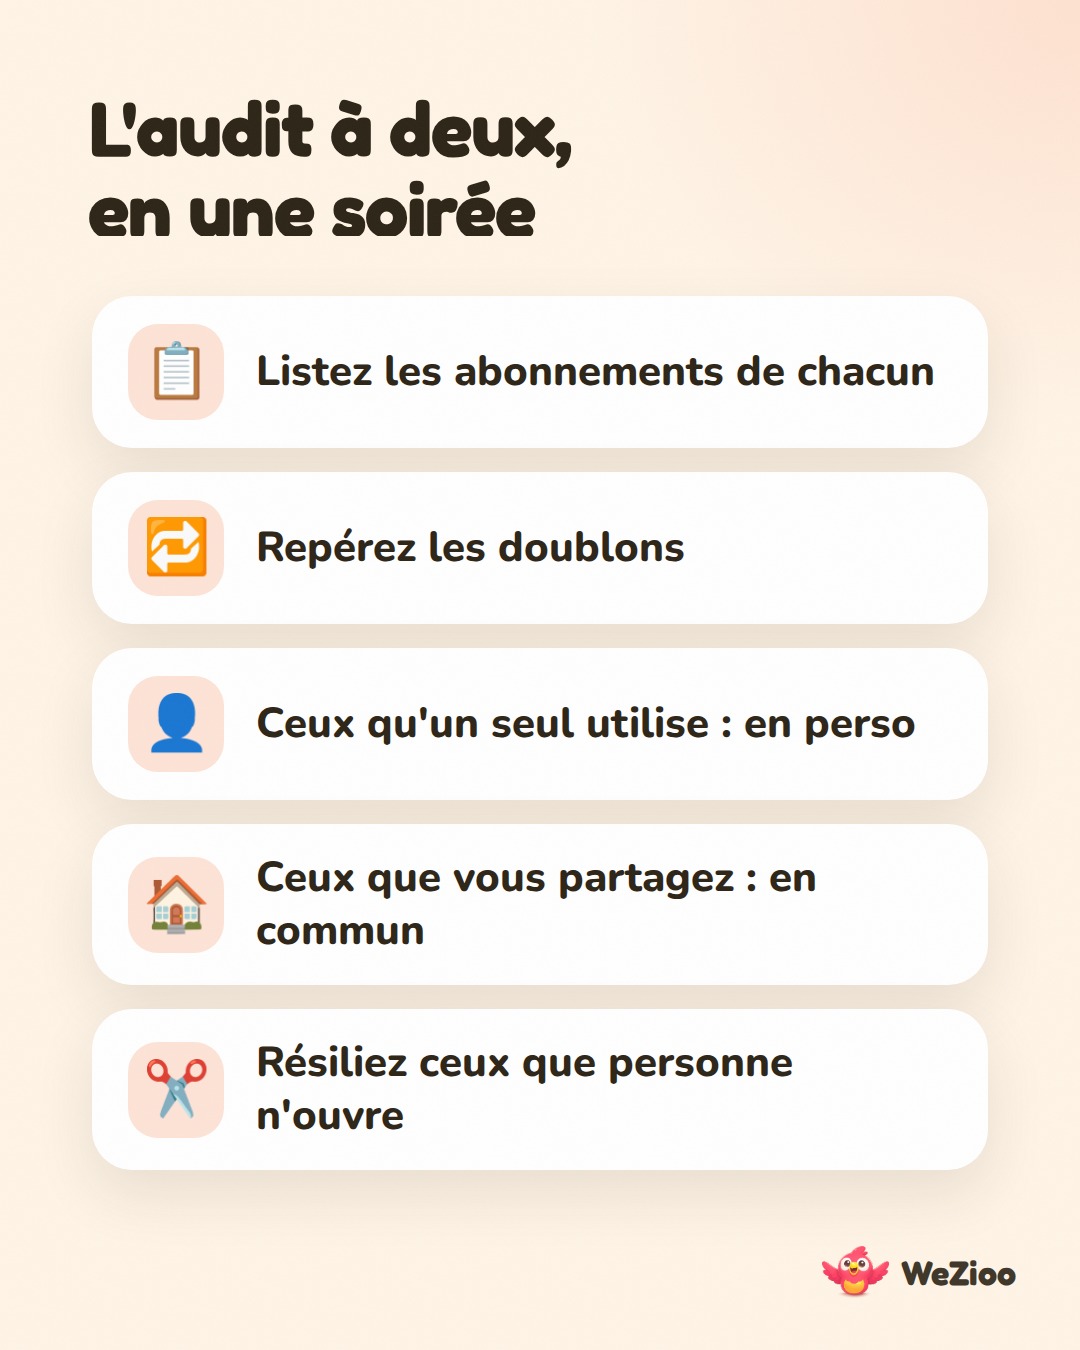 L'audit à deux,
en une soirée
Listez les abonnements de chacun
Repérez les doublons
Ceux qu'un seul utilise : en perso
Ceux que vous partagez : en
commun
Résiliez ceux que personne
n'ouvre
WeZioo